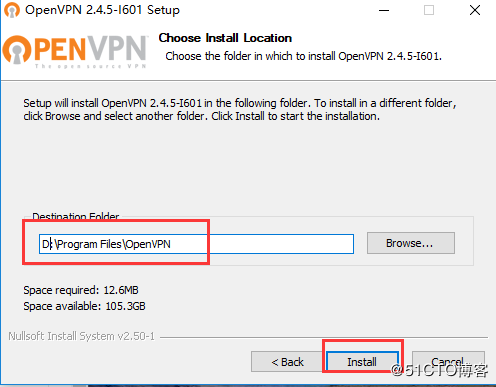 OpenVPN 2.4.5-I601 Setup
OPENVPN
The open source VPN
Choose Install Location
Choose the folder in which to install OpenVPN 2.4.5-I601.
Setup will install OpenVPN 2.4.5-I601 in the following folder. To install in a different folder,
click Browse and select another folder. Click Install to start the installation.
Destination Folder
D:\Program Files\OpenVPN
Browse...
Space required: 12.6MB
Space available: 105.3GB
Nullsoft Install System v2.50-1
< Back
Install
Cancel
@51CTO博客